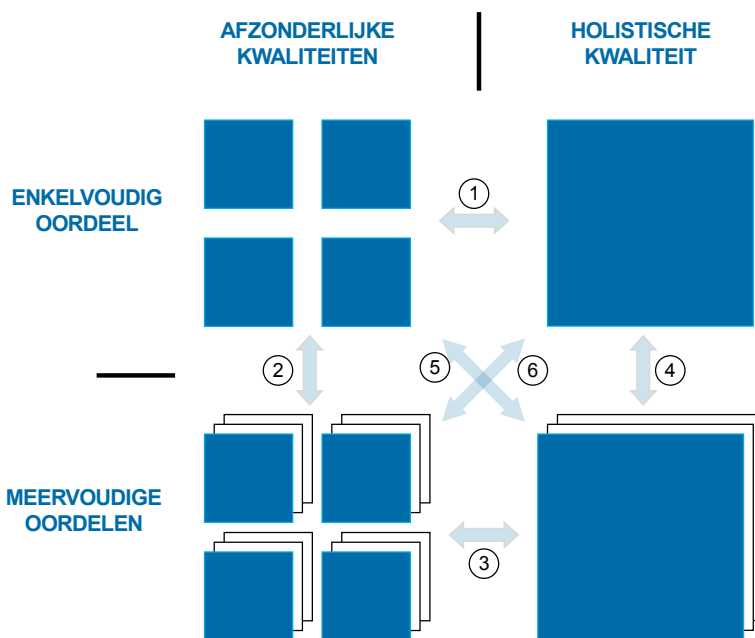 AFZONDERLIJKE
KWALITEITEN
HOLISTISCHE
KWALITEIT
ENKELVOUDIG
OORDEEL
1
2
5
6
4
MEERVOUDIGE
OORDELEN
3